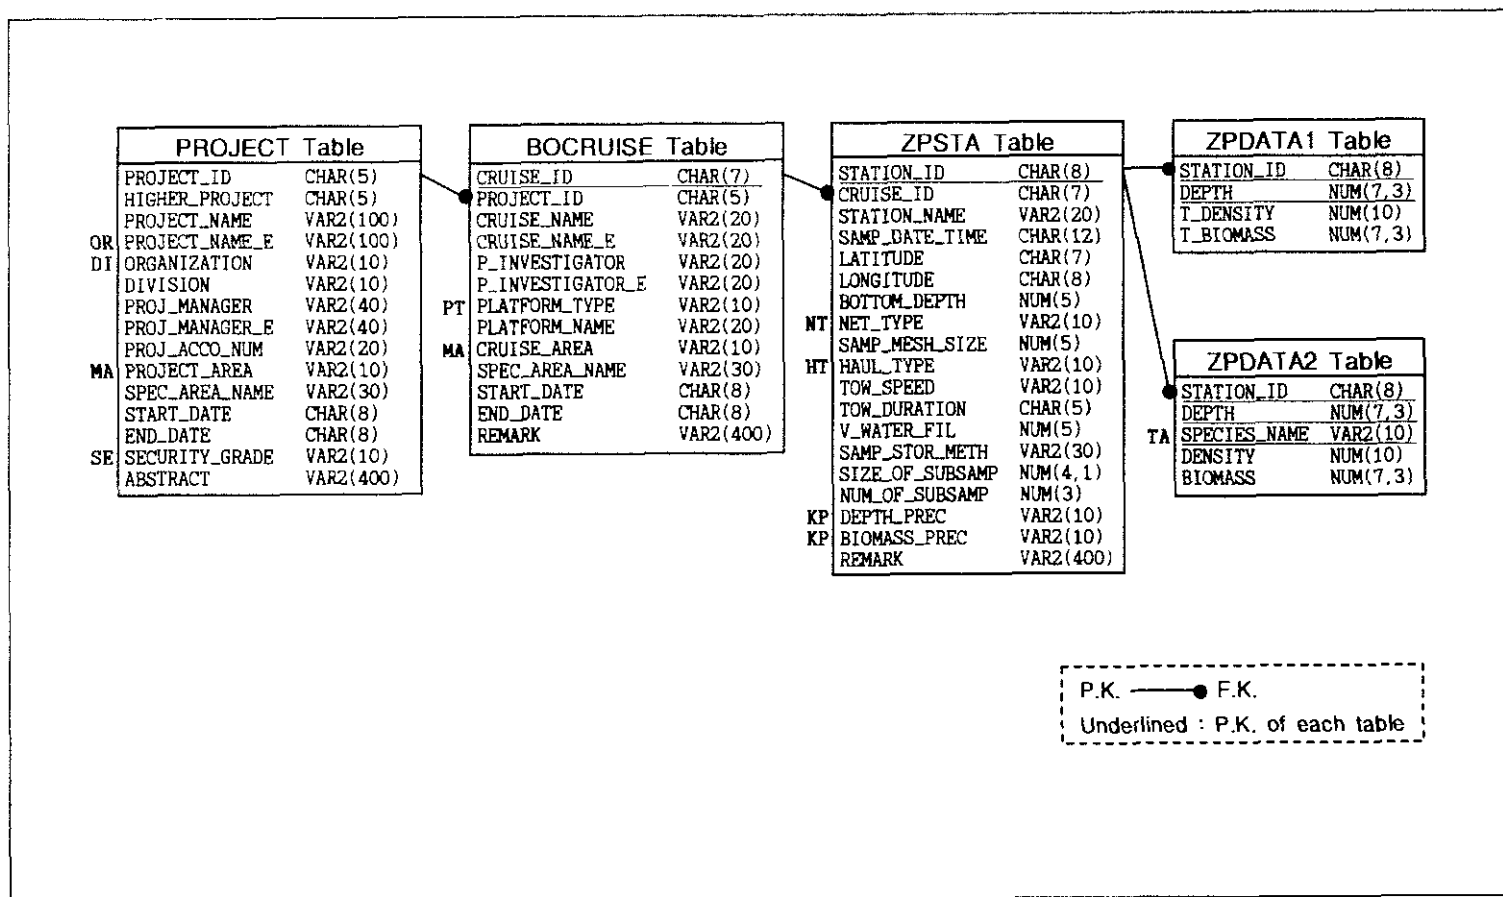 PROJECT Table
PROJECT_ID CHAR(5)
HIGHER_PROJECT CHAR(5)
PROJECT_NAME VAR2(100)
OR PROJECT_NAME_E VAR2(100)
DI ORGANIZATION VAR2(10)
DIVISION VAR2(10)
PROJ_MANAGER VAR2(40)
PROJ_MANAGER_E VAR2(40)
PROJ_ACCO_NUM VAR2(20)
MA PROJECT_AREA VAR2(10)
SPEC_AREA_NAME VAR2(30)
START_DATE CHAR(8)
END_DATE CHAR(8)
SE SECURITY_GRADE VAR2(10)
ABSTRACT VAR2(400)
BOCRUISE Table
CRUISE_ID CHAR(7)
PROJECT_ID CHAR(5)
CRUISE_NAME VAR2(20)
CRUISE_NAME_E VAR2(20)
P_INVESTIGATOR VAR2(20)
P_INVESTIGATOR_E VAR2(20)
PT PLATFORM_TYPE VAR2(10)
PLATFORM_NAME VAR2(20)
MA CRUISE_AREA VAR2(10)
SPEC_AREA_NAME VAR2(30)
START_DATE CHAR(8)
END_DATE CHAR(8)
REMARK VAR2(400)
ZPSTA Table
STATION_ID CHAR(8)
CRUISE_ID CHAR(7)
STATION_NAME VAR2(20)
SAMP_DATE_TIME CHAR(12)
LATITUDE CHAR(7)
LONGITUDE CHAR(8)
BOTTOM_DEPTH NUM(5)
NT NET_TYPE VAR2(10)
SAMP_MESH_SIZE NUM(5)
HT HAUL_TYPE VAR2(10)
TOW_SPEED VAR2(10)
TOW_DURATION CHAR(5)
V_WATER_FIL NUM(5)
SAMP_STOR_METH VAR2(30)
SIZE_OF_SUBSAMP NUM(4,1)
NUM_OF_SUBSAMP NUM(3)
KP DEPTH_PREC VAR2(10)
KP BIOMASS_PREC VAR2(10)
REMARK VAR2(400)
ZPDATA1 Table
STATION_ID CHAR(8)
DEPTH NUM(7,3)
T_DENSITY NUM(10)
T_BIOMASS NUM(7,3)
ZPDATA2 Table
STATION_ID CHAR(8)
DEPTH NUM(7,3)
TA SPECIES_NAME VAR2(10)
DENSITY NUM(10)
BIOMASS NUM(7,3)
P.K. F.K.
Underlined : P.K. of each table